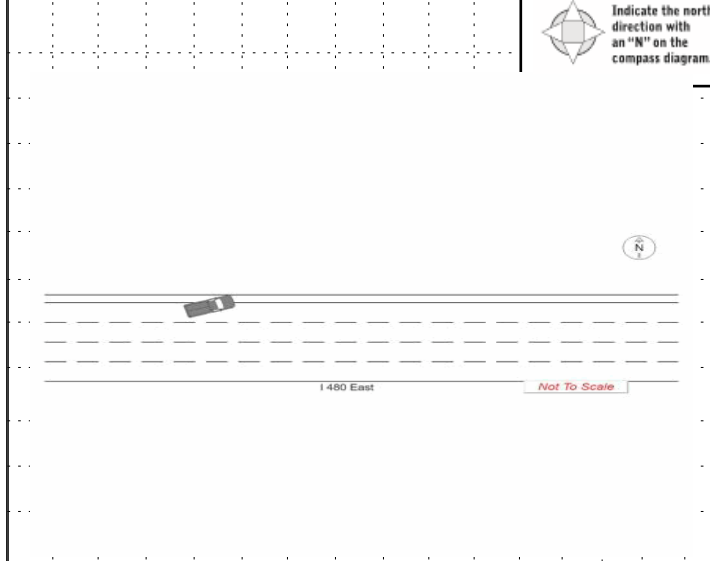 Indicate the north
direction with
an “N” on the
compass diagram.
N
I 480 East
Not To Scale